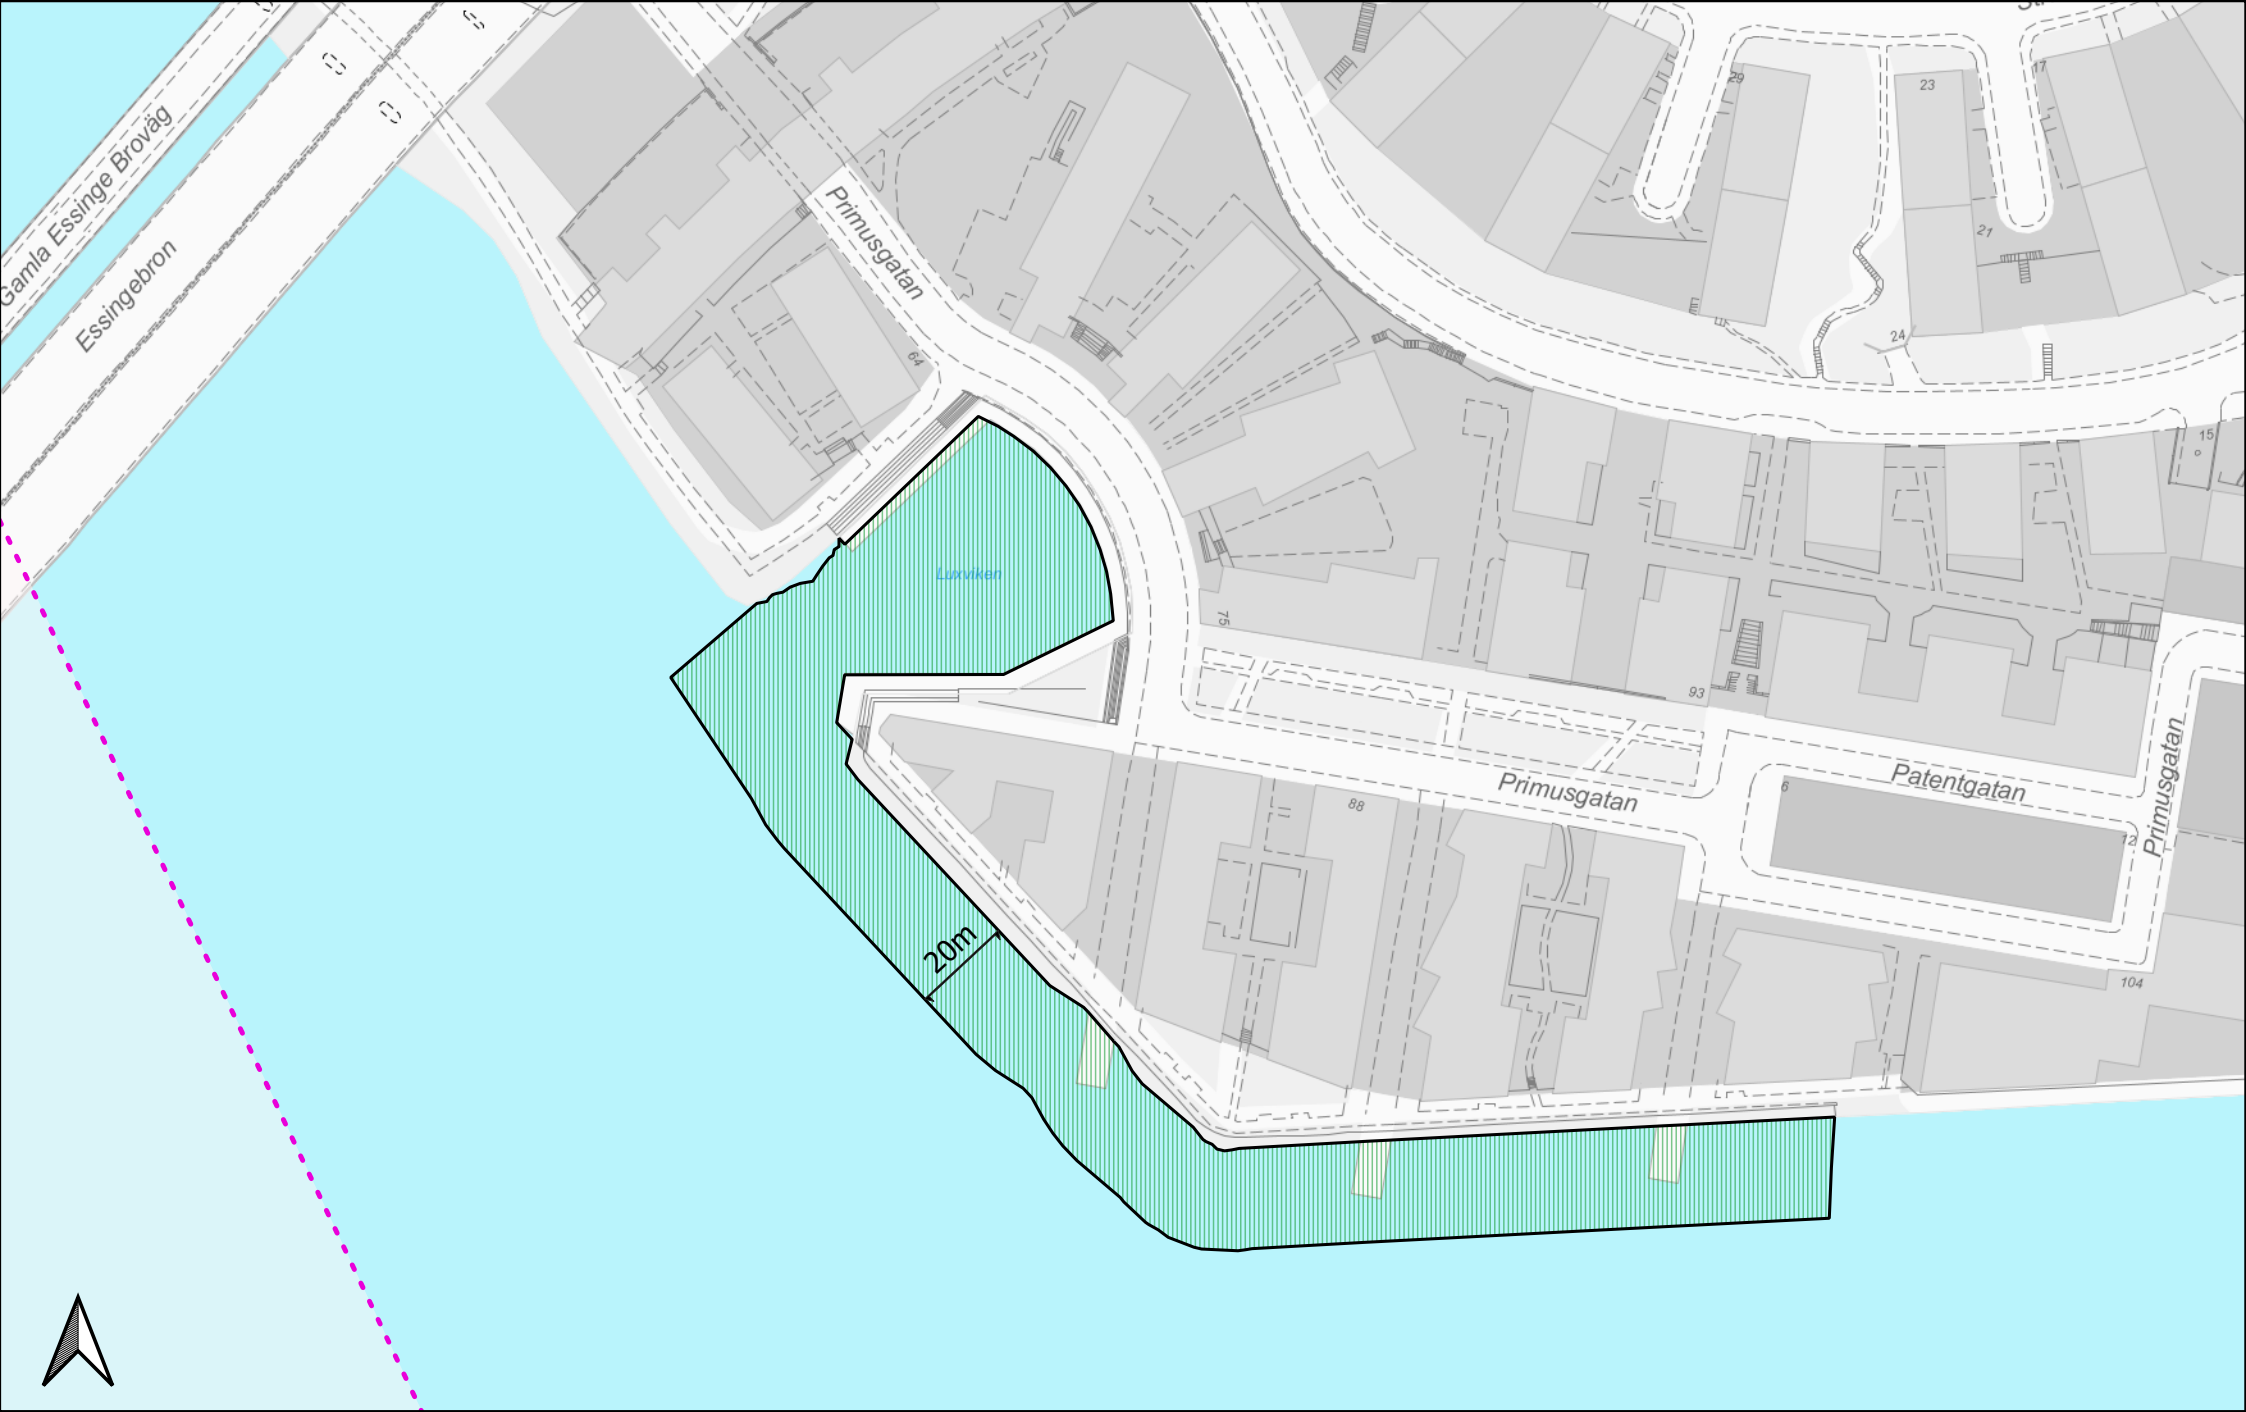 29
17
23
Gamla Essinge Broväg
Primusgatan
21
Essingebron
24
64
15
Luxviken
75
93
Primusgatan
Patentgatan
Primusgatan
6
88
12
20m
104